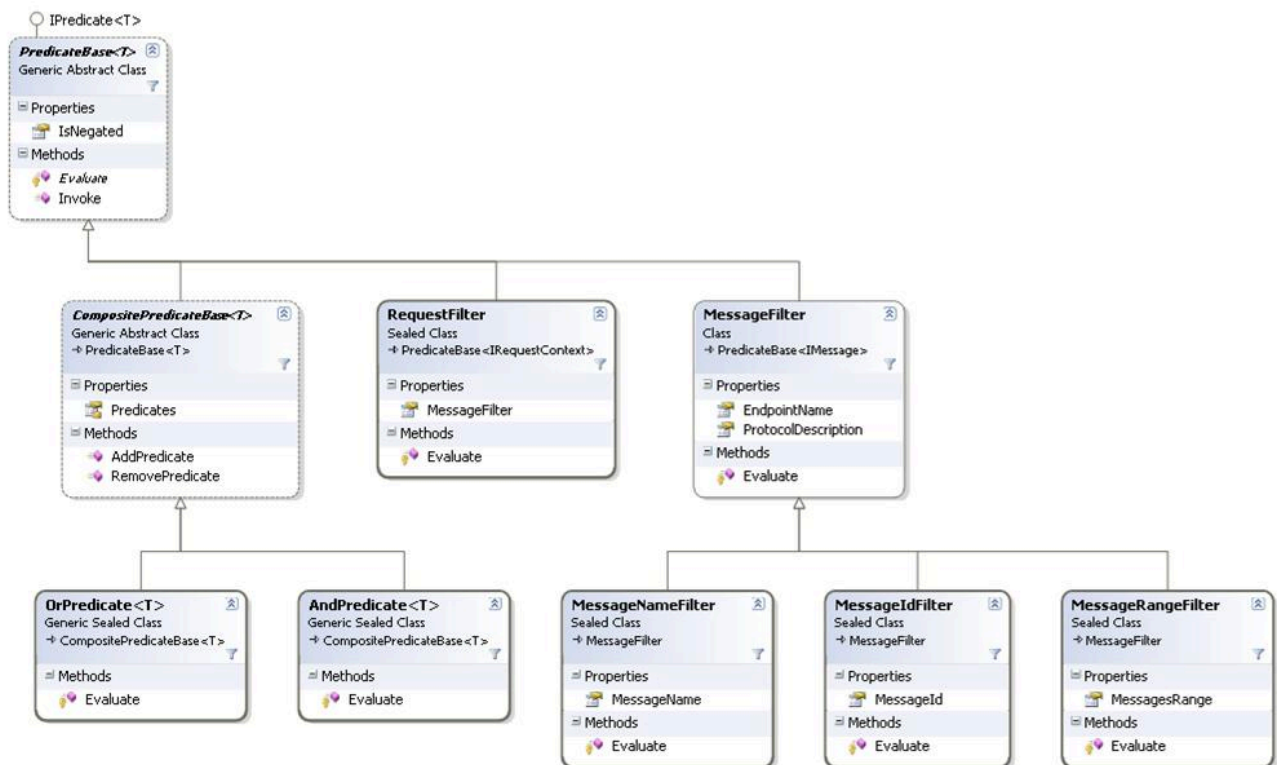 IPredicate<T>
PredicateBase<T>
Generic Abstract Class
Properties
IsNegated
Methods
Evaluate
Invoke
CompositePredicateBase<T>
Generic Abstract Class
PredicateBase<T>
Properties
Predicates
Methods
AddPredicate
RemovePredicate
RequestFilter
Sealed Class
PredicateBase<IRequestContext>
Properties
MessageFilter
Methods
Evaluate
MessageFilter
Class
PredicateBase<IMessage>
Properties
EndpointName
ProtocolDescription
Methods
Evaluate
OrPredicate<T>
Generic Sealed Class
CompositePredicateBase<T>
Methods
Evaluate
AndPredicate<T>
Generic Sealed Class
CompositePredicateBase<T>
Methods
Evaluate
MessageNameFilter
Sealed Class
MessageFilter
Properties
MessageName
Methods
Evaluate
MessageIdFilter
Sealed Class
MessageFilter
Properties
MessageId
Methods
Evaluate
MessageRangeFilter
Sealed Class
MessageFilter
Properties
MessagesRange
Methods
Evaluate